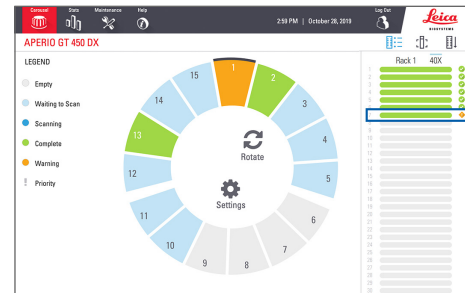 Carousel Stats Maintenance Help 2:59 PM | October 28, 2019 Log Out Leica
BIOSYSTEMS
APERIO GT 450 DX
LEGEND
Empty
Waiting to Scan
Scanning
Complete
Warning
! Priority
1
2
3
4
5
6
7
8
9
10
11
12
13
14
15
Rotate
Settings
Rack 1 40X